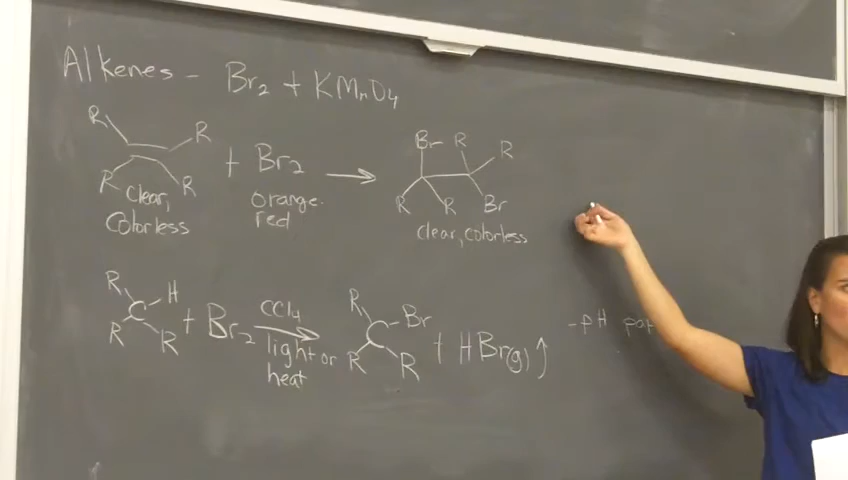 Alkenes - Br2 + KMnO4
R R R R + Br2 → Br R R R R Br
clear, colorless orange-red clear, colorless
R H C R R + Br2 CCl4 light or heat → R C Br R R + HBr(g) ↑ - pH